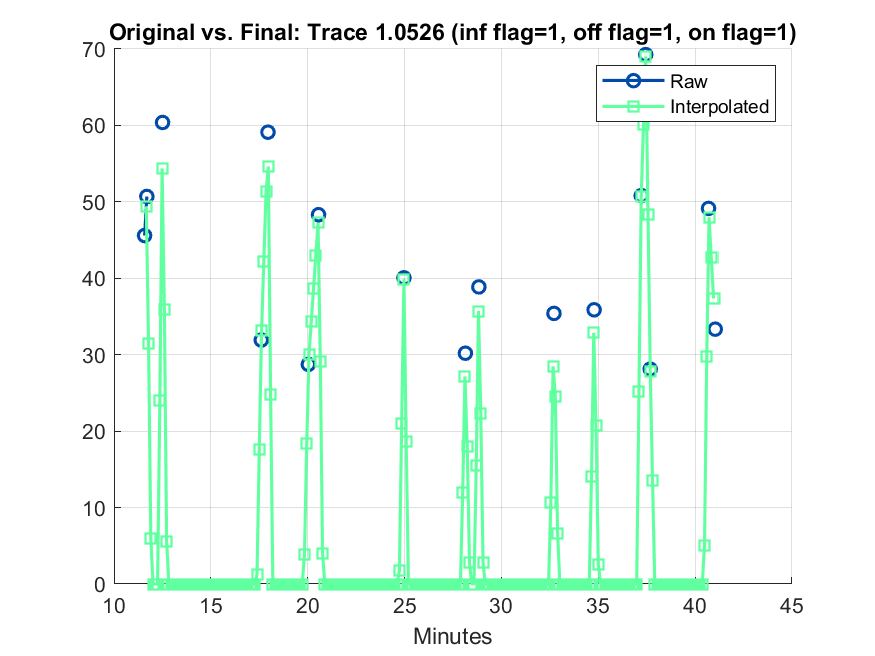 Original vs. Final: Trace 1.0526 (inf flag=1, off flag=1, on flag=1)
70
60
50
40
30
20
10
0
Raw
Interpolated
10 15 20 25 30 35 40 45
Minutes